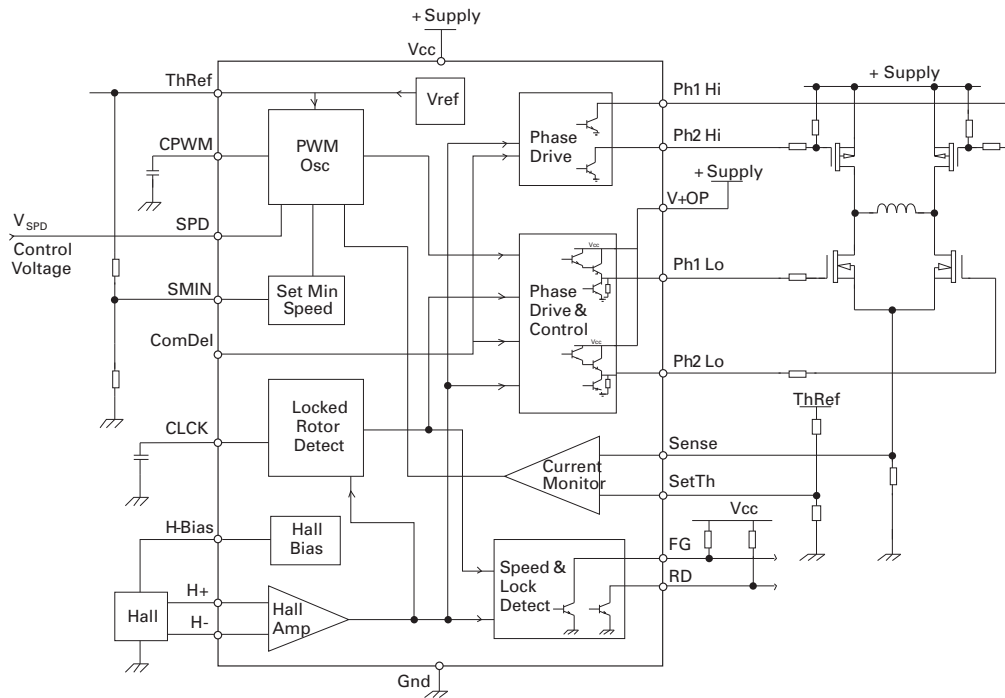 + Supply
Vcc
ThRef
Vref
Ph1 Hi
+ Supply
CPWM
PWM
Osc
Phase
Drive
Ph2 Hi
+ Supply
V+OP
VSPD
SPD
Control
Voltage
Vcc
Ph1 Lo
SMIN
Set Min
Speed
Phase
Drive &
Control
ComDel
Vcc
Ph2 Lo
ThRef
CLCK
Locked
Rotor
Detect
Sense
Current
Monitor
SetTh
Vcc
H-Bias
Hall
Bias
FG
Speed &
Lock
Detect
RD
H+
Hall
Hall
Amp
H-
Gnd